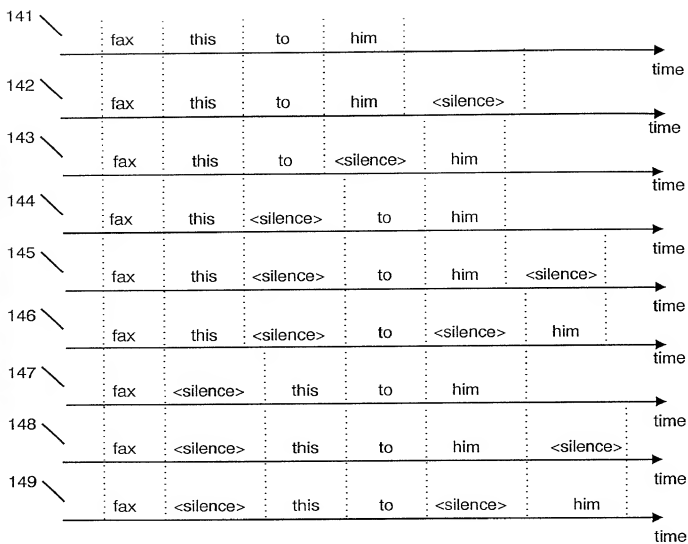 141
fax this to him
time
142
fax this to him <silence>
time
143
fax this to <silence> him
time
144
fax this <silence> to him
time
145
fax this <silence> to him <silence>
time
146
fax this <silence> to <silence> him
time
147
fax <silence> this to him
time
148
fax <silence> this to him <silence>
time
149
fax <silence> this to <silence> him
time